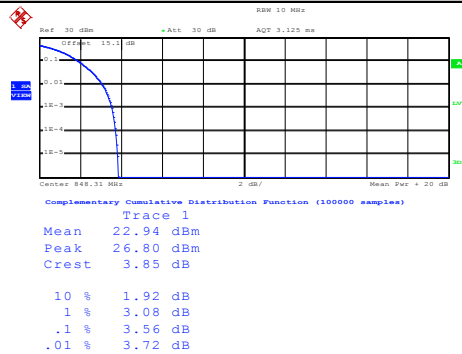 RBW 10 MHz
Ref 30 dBm Att 30 dB AQT 3.125 ms
Offset 15.1 dB
0.1
0.01
1E-3
1E-4
1E-5
1 SA
VIEW
A
LV
3D
Center 848.31 MHz 2 dB/ Mean Pwr + 20 dB
Complementary Cumulative Distribution Function (100000 samples)
Trace 1
Mean 22.94 dBm
Peak 26.80 dBm
Crest 3.85 dB
10 % 1.92 dB
1 % 3.08 dB
.1 % 3.56 dB
.01 % 3.72 dB